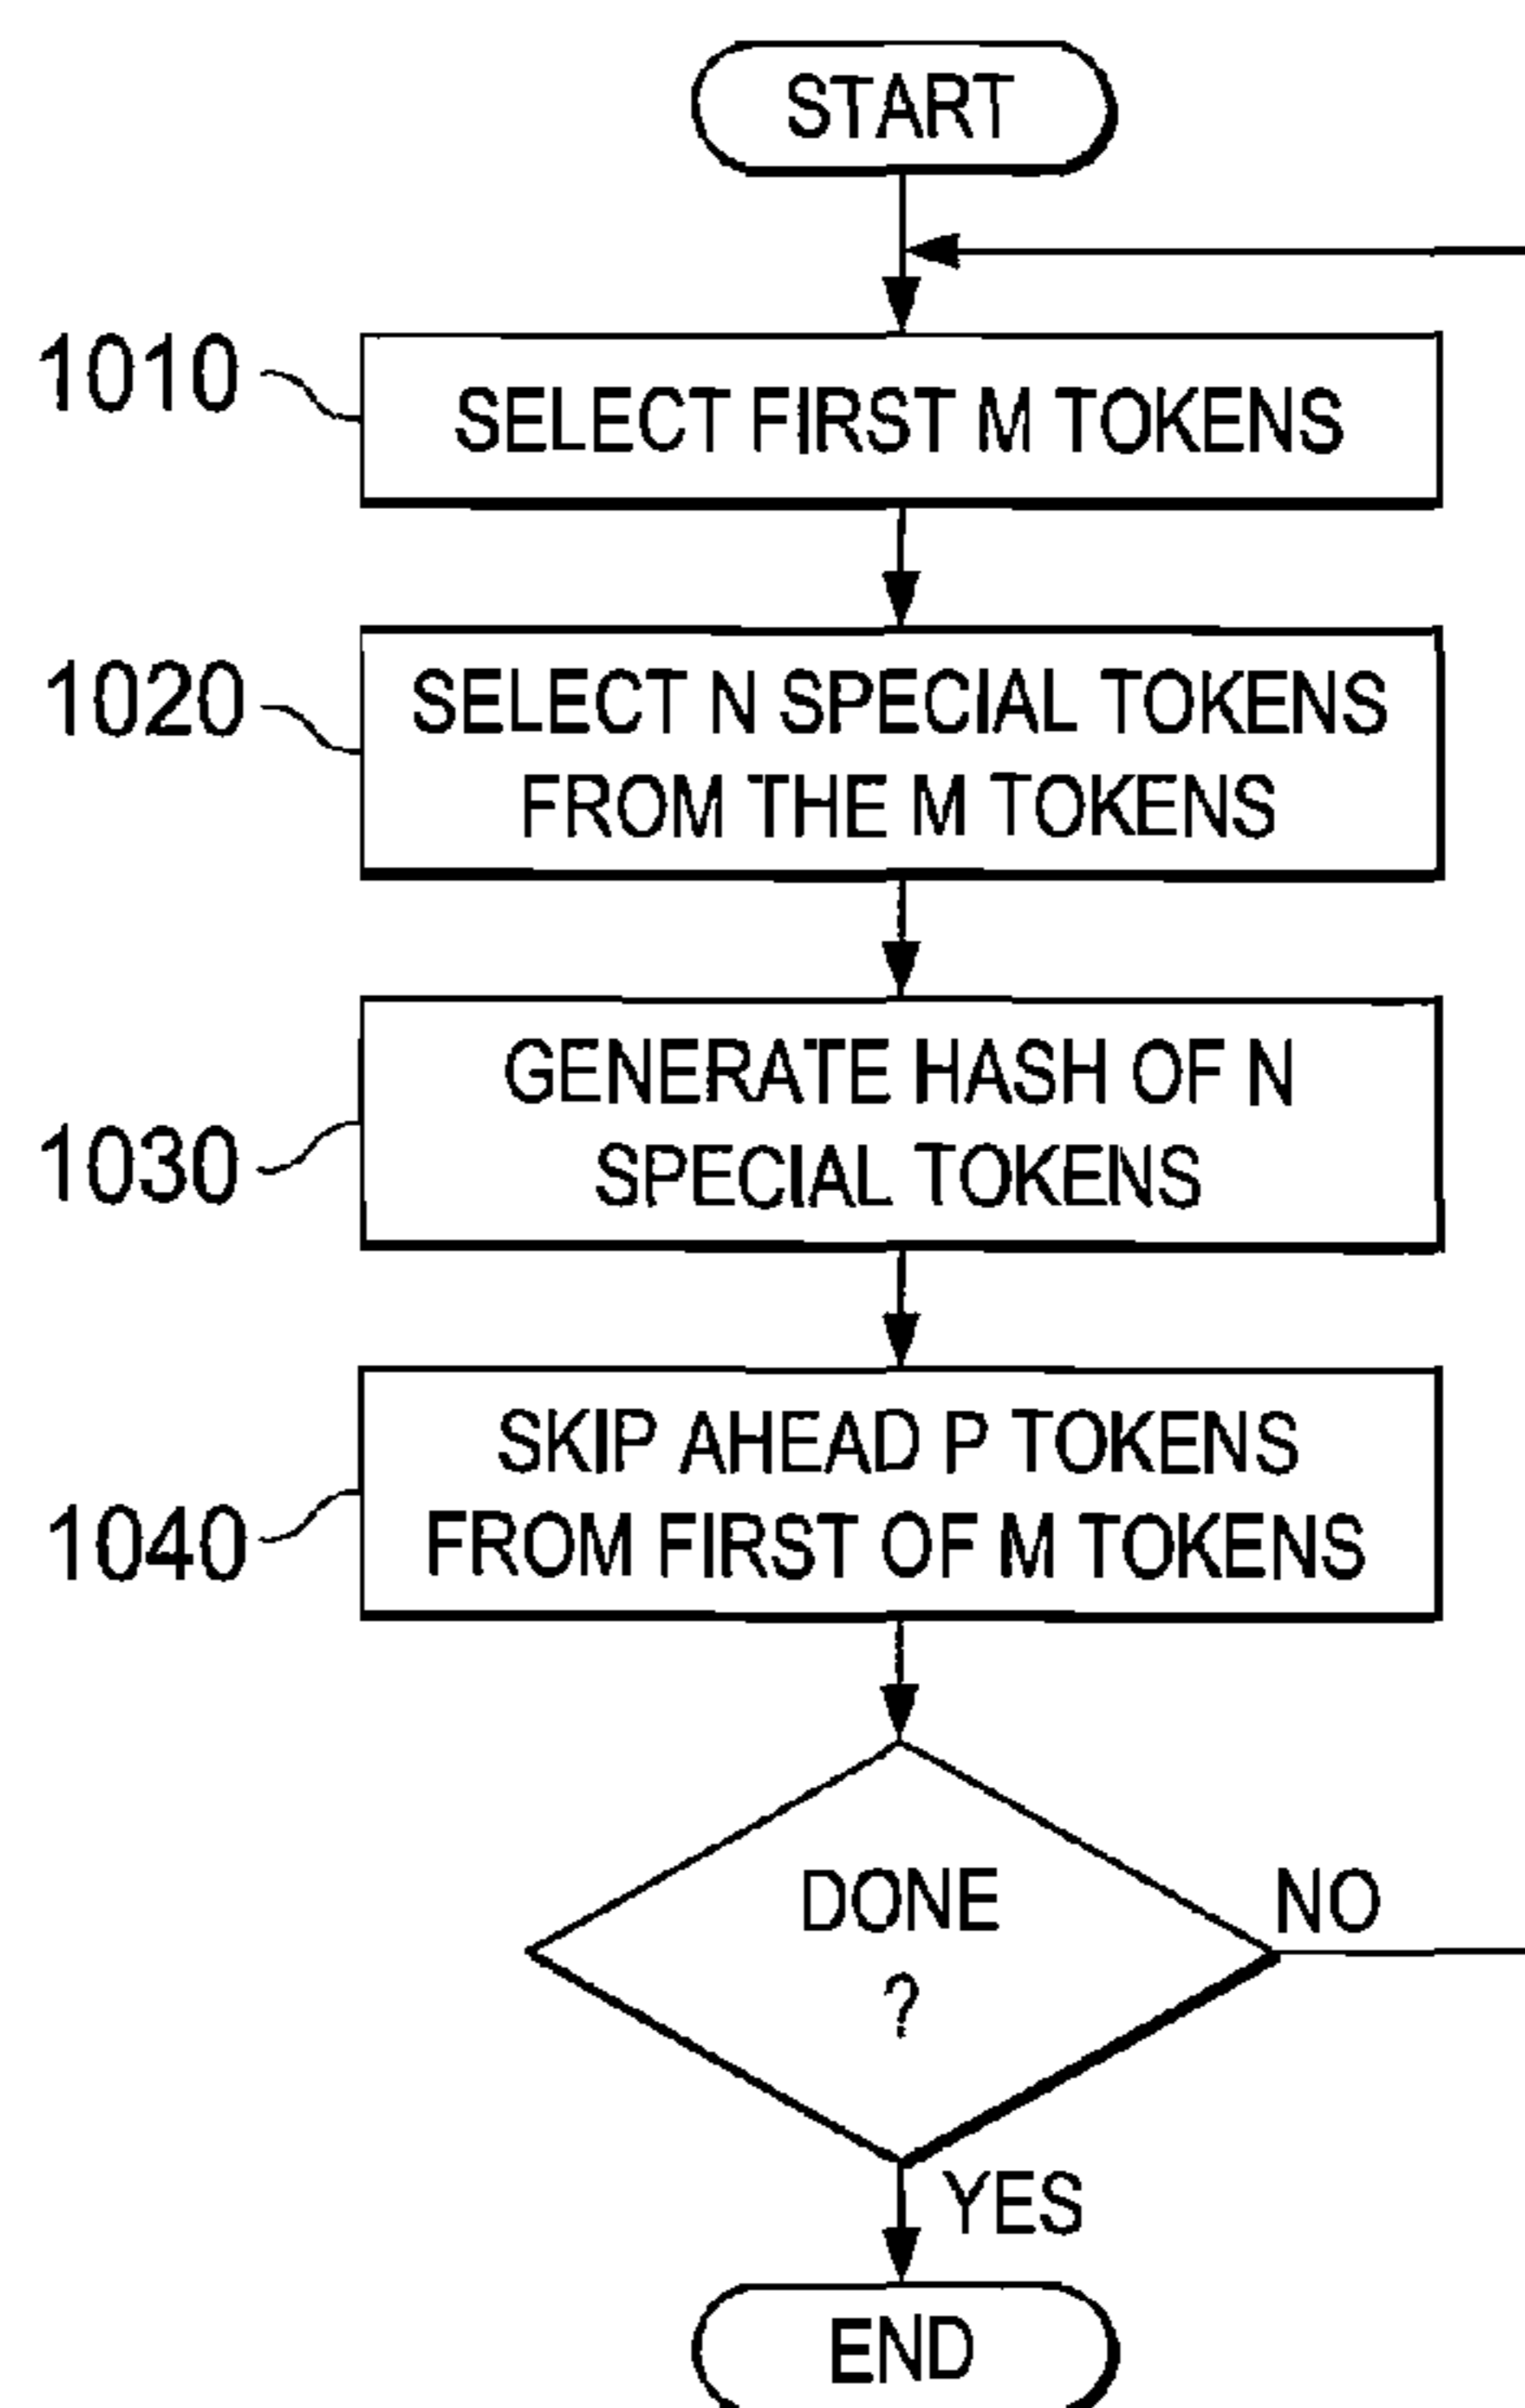 START
1010
SELECT FIRST M TOKENS
1020
SELECT N SPECIAL TOKENS
FROM THE M TOKENS
1030
GENERATE HASH OF N
SPECIAL TOKENS
1040
SKIP AHEAD P TOKENS
FROM FIRST OF M TOKENS
DONE
?
NO
YES
END